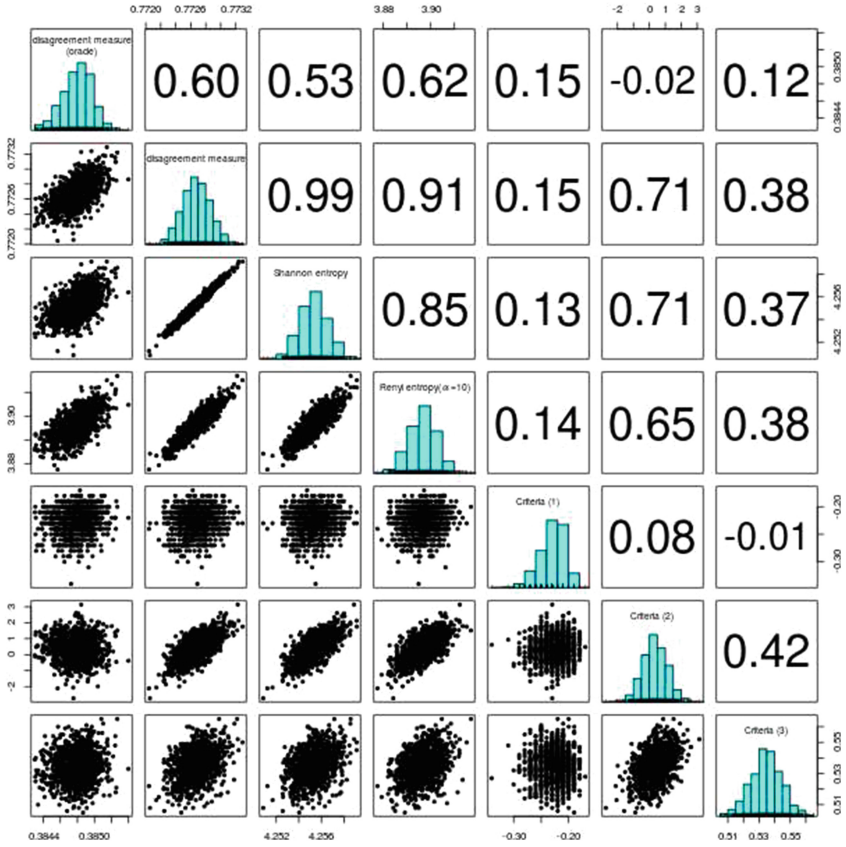 0.7720 0.7726 0.7732 3.88 3.90 -2 0 1 2 3
disagreement measure
(orade)
0.60 0.53 0.62 0.15 -0.02 0.12
0.3844 0.3850
0.7720 0.7726 0.7732
disagreement measure
0.99 0.91 0.15 0.71 0.38
Shannon entropy
0.85 0.13 0.71 0.37
4.252 4.256
3.88 3.90
Renyi entropy(α=10)
0.14 0.65 0.38
Criteria (1)
0.08 -0.01
-0.30 -0.20
-2 0 1 2 3
Criteria (2)
0.42
Criteria (3)
0.51 0.53 0.55
0.3844 0.3850 4.252 4.256 -0.30 -0.20 0.51 0.53 0.55